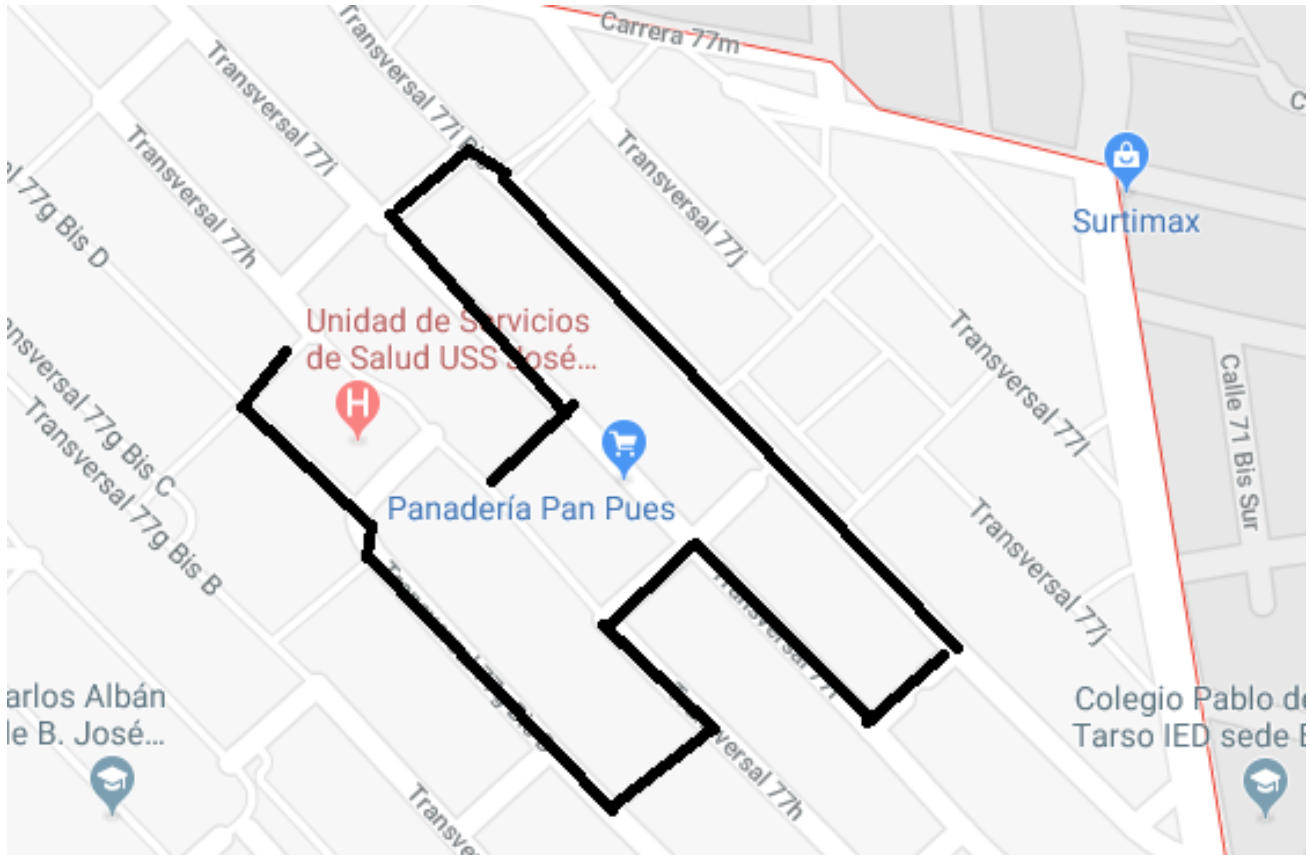 Carrera 77m
Transversal 77i Bis
Transversal 77i
Transversal 77h
Transversal 77j
Surtimax
al 77g Bis D
Unidad de Servicios
de Salud USS José...
Transversal 77l
ansversal 77g Bis C
Transversal 77g Bis B
Calle 71 Bis Sur
Panadería Pan Pues
Transversal 77j
Transversal 77i
Transversal 77h
arlos Albán
le B. José...
Colegio Pablo de
Tarso IED sede B
Transve